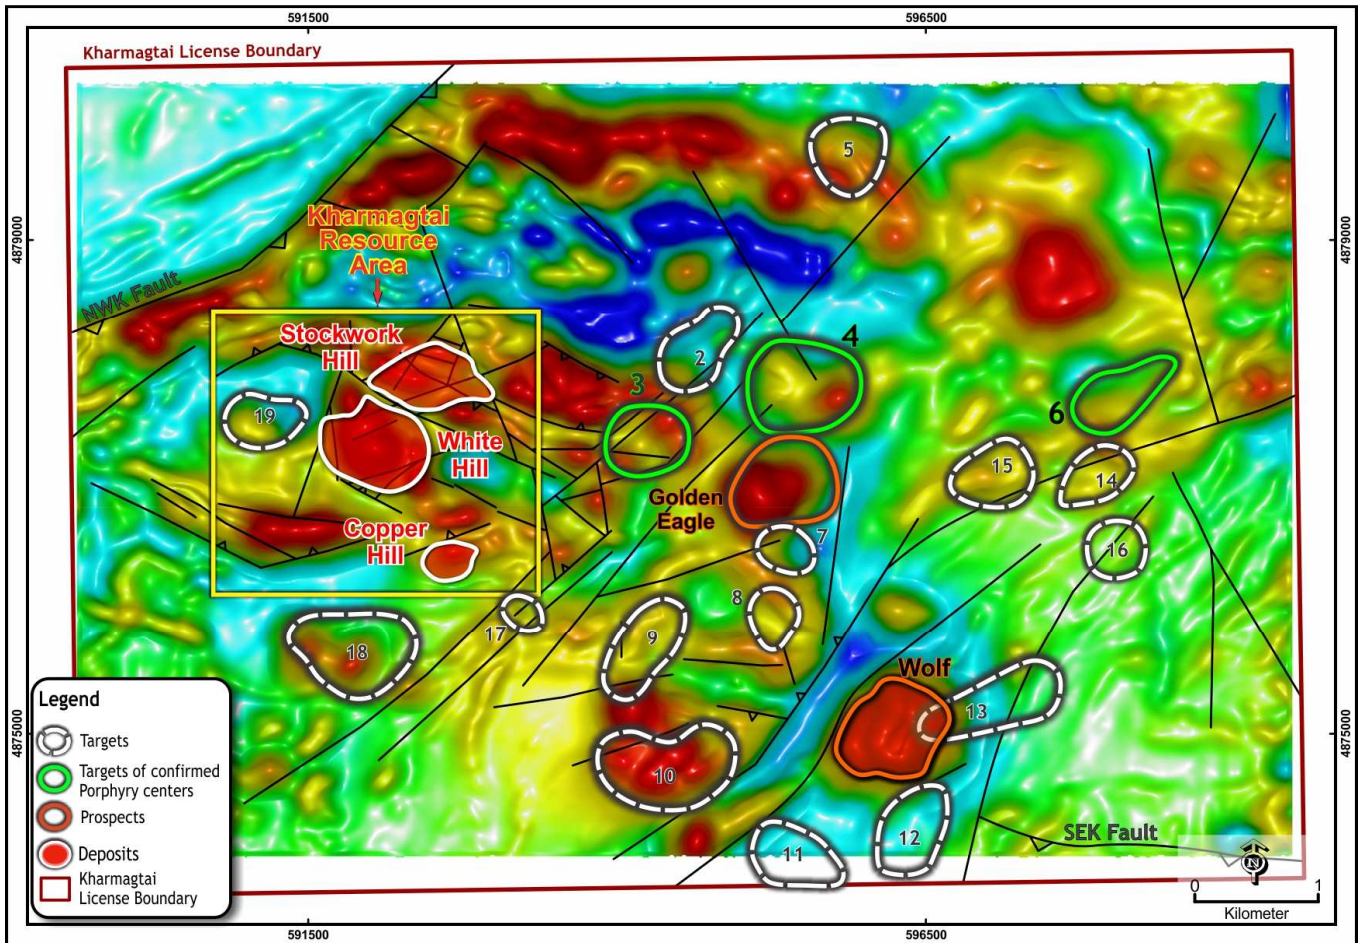 591500
596500
Kharmagtai License Boundary
5
4879000
4879000
Kharmagtai
Resource
Area
NWK Fault
Stockwork
Hill
2
4
3
19
6
White
Hill
15
14
Golden
Eagle
Copper
Hill
7
16
8
17
9
18
Wolf
13
10
12
11
SEK Fault
4875000
4875000
Legend
Targets
Targets of confirmed
Porphyry centers
Prospects
Deposits
Kharmagtai
License Boundary
N
0 1
Kilometer
591500
596500